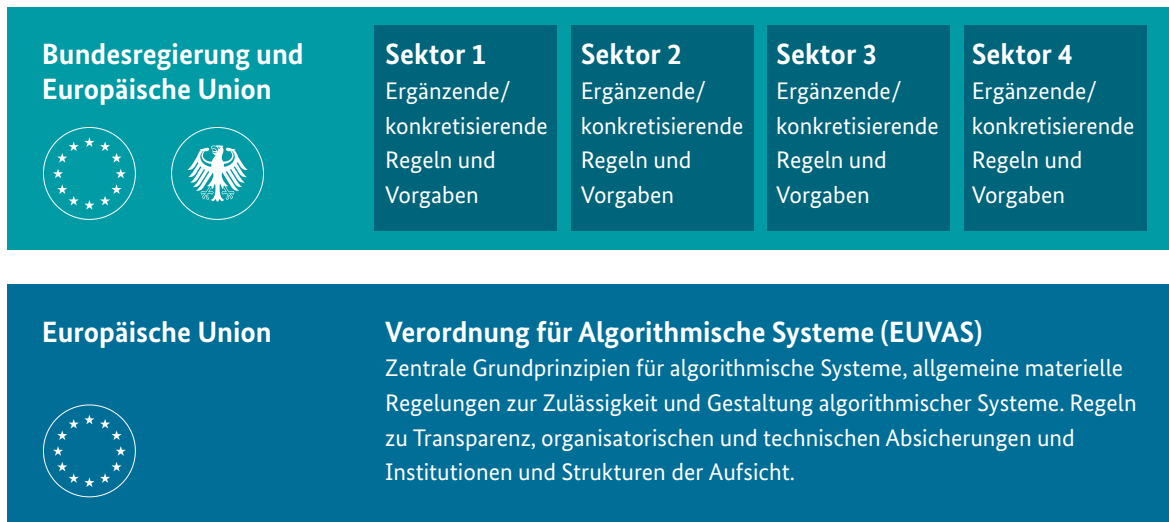 Bundesregierung und
Europäische Union
Sektor 1
Ergänzende/
konkretisierende
Regeln und
Vorgaben
Sektor 2
Ergänzende/
konkretisierende
Regeln und
Vorgaben
Sektor 3
Ergänzende/
konkretisierende
Regeln und
Vorgaben
Sektor 4
Ergänzende/
konkretisierende
Regeln und
Vorgaben
Europäische Union
Verordnung für Algorithmische Systeme (EUVAS)
Zentrale Grundprinzipien für algorithmische Systeme, allgemeine materielle
Regelungen zur Zulässigkeit und Gestaltung algorithmischer Systeme. Regeln
zu Transparenz, organisatorischen und technischen Absicherungen und
Institutionen und Strukturen der Aufsicht.